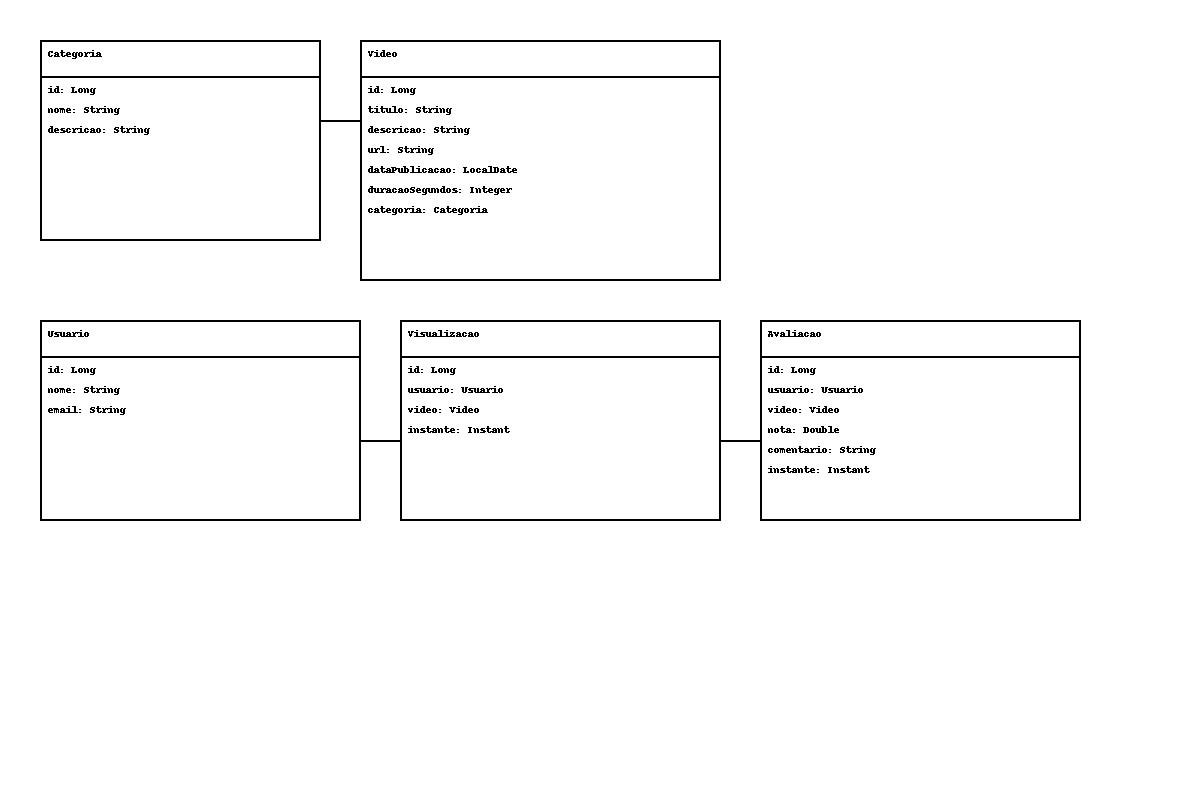 Categoria
id: Long
nome: String
descricao: String
Video
id: Long
titulo: String
descricao: String
url: String
dataPublicacao: LocalDate
duracaoSegundos: Integer
categoria: Categoria
Usuario
id: Long
nome: String
email: String
Visualizacao
id: Long
usuario: Usuario
video: Video
instante: Instant
Avaliacao
id: Long
usuario: Usuario
video: Video
nota: Double
comentario: String
instante: Instant